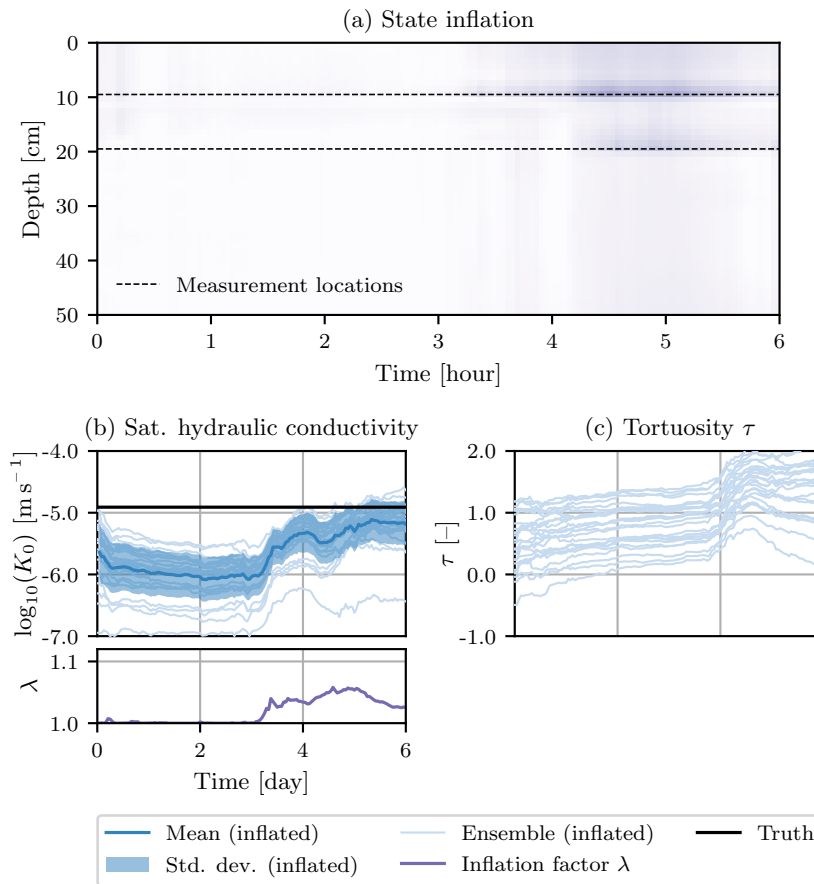 (a) State inflation
0
10
20
30
40
50
Depth [cm]
Measurement locations
0 1 2 3 4 5 6
Time [hour]
(b) Sat. hydraulic conductivity
(c) Tortuosity τ
-4.0
-5.0
-6.0
-7.0
log₁₀(K₀) [m s⁻¹]
2.0
1.0
0.0
-1.0
τ [–]
1.1
1.0
λ
0 2 4 6
Time [day]
Mean (inflated)
Ensemble (inflated)
Truth
Std. dev. (inflated)
Inflation factor λ